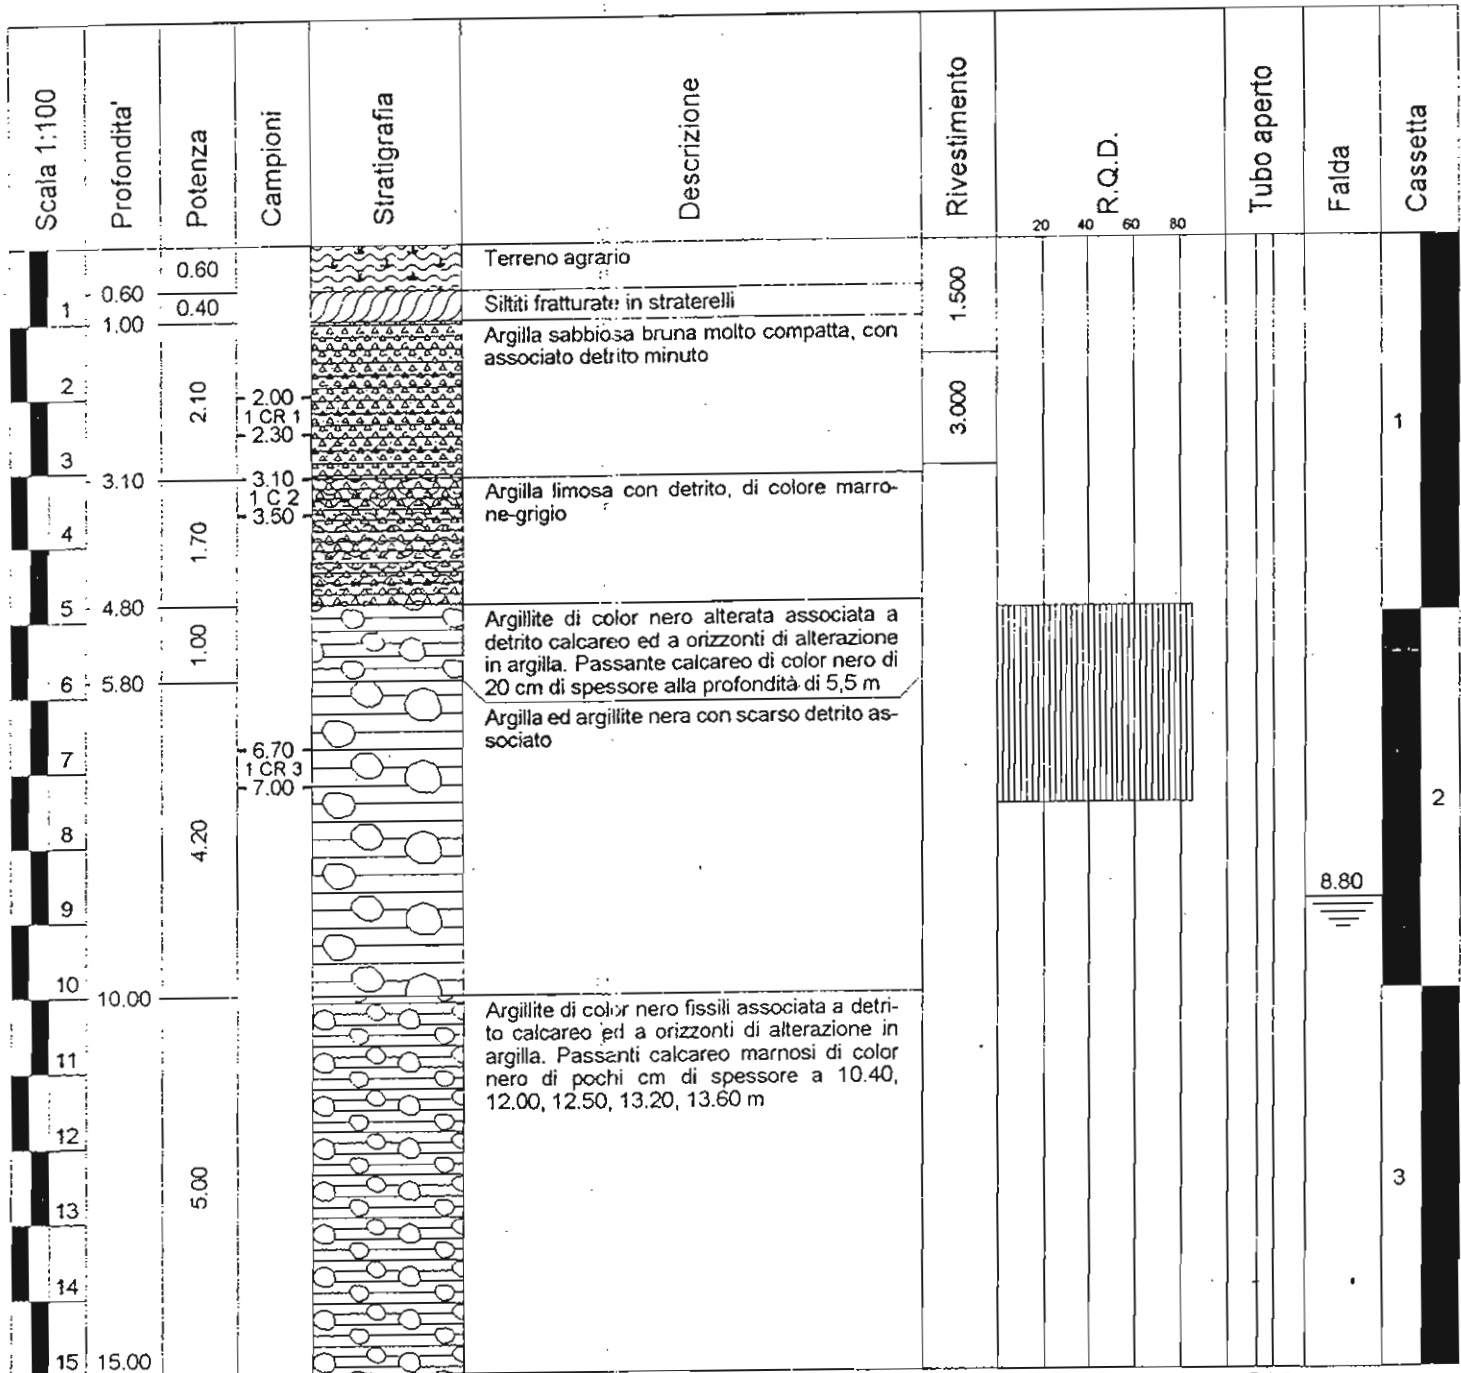 Scala 1:100
Profondita'
Potenza
Campioni
Stratigrafia
Descrizione
Rivestimento
R.Q.D.
20 40 60 80
Tubo aperto
Falda
Cassetta
Terreno agrario
0.60
0.60
Siltiti fratturate in straterelli
0.40
1
1.00
1.500
Argilla sabbiosa bruna molto compatta, con
associato detrito minuto
2
2.10
2.00
1 CR 1
2.30
3.000
1
3
3.10
3.10
Argilla limosa con detrito, di colore marro-
ne-grigio
1 C 2
3.50
4
1.70
5
4.80
Argillite di color nero alterata associata a
detrito calcareo ed a orizzonti di alterazione
in argilla. Passante calcareo di color nero di
20 cm di spessore alla profondità di 5,5 m
1.00
6
5.80
Argilla ed argillite nera con scarso detrito as-
sociato
7
6.70
1 CR 3
7.00
2
8
4.20
8.80
9
10
10.00
Argillite di color nero fissili associata a detri-
to calcareo ed a orizzonti di alterazione in
argilla. Passanti calcareo marnosi di color
nero di pochi cm di spessore a 10.40,
12.00, 12.50, 13.20, 13.60 m
11
12
13
5.00
3
14
15
15.00